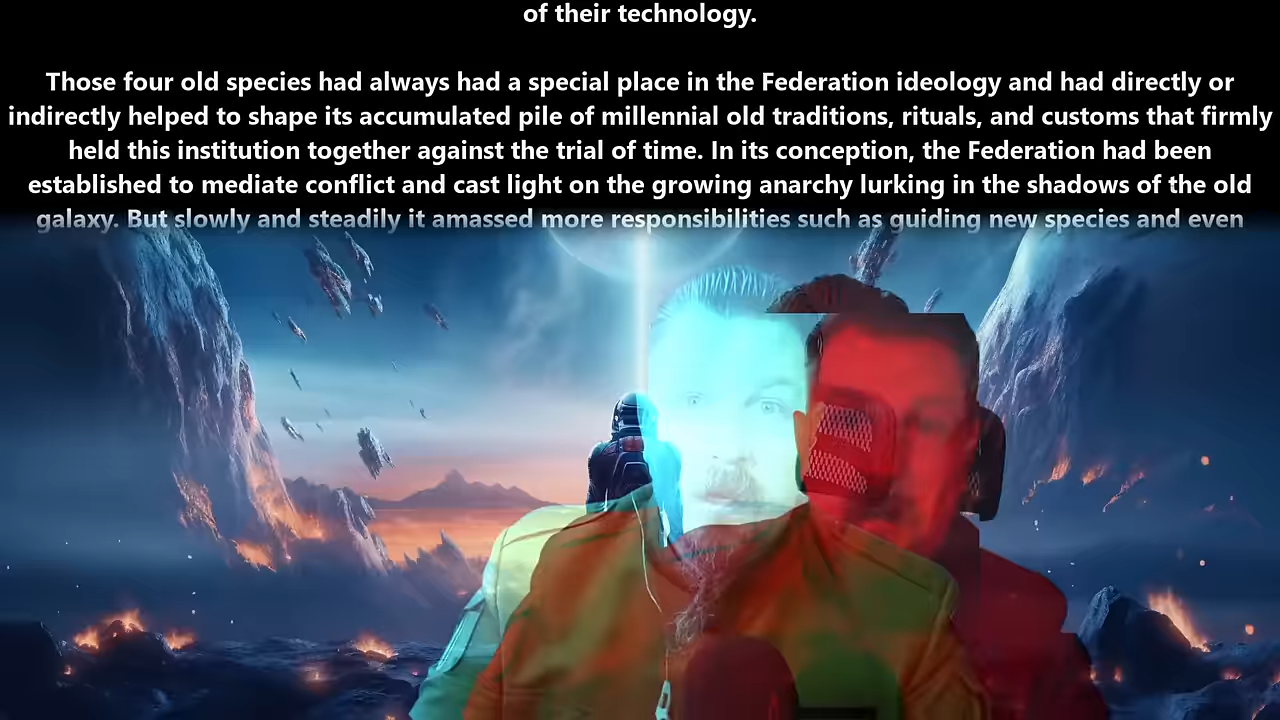 of their technology.
Those four old species had always had a special place in the Federation ideology and had directly or
indirectly helped to shape its accumulated pile of millennial old traditions, rituals, and customs that firmly
held this institution together against the trial of time. In its conception, the Federation had been
established to mediate conflict and cast light on the growing anarchy lurking in the shadows of the old
galaxy. But slowly and steadily it amassed more responsibilities such as guiding new species and even